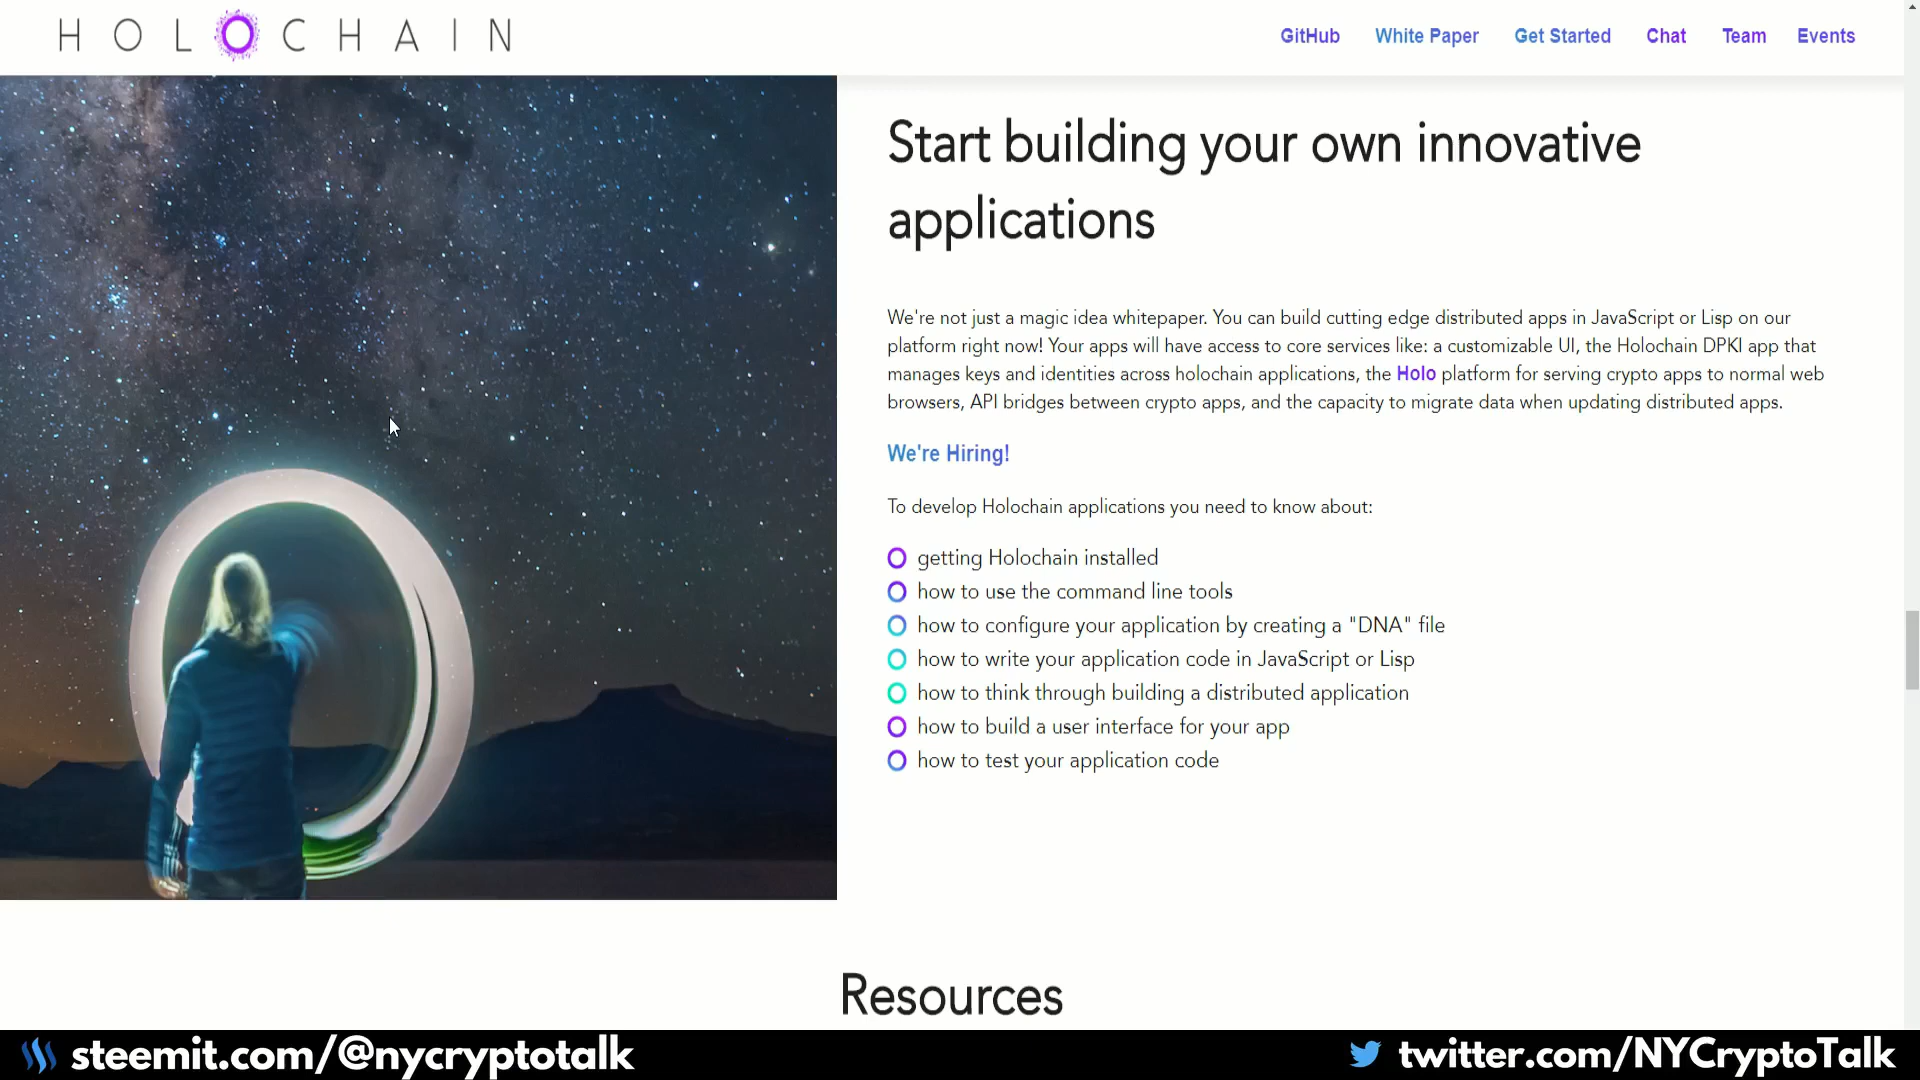 HOLOCHAIN
GitHub White Paper Get Started Chat Team Events
Start building your own innovative
applications
We're not just a magic idea whitepaper. You can build cutting edge distributed apps in JavaScript or Lisp on our
platform right now! Your apps will have access to core services like: a customizable UI, the Holochain DPKI app that
manages keys and identities across holochain applications, the Holo platform for serving crypto apps to normal web
browsers, API bridges between crypto apps, and the capacity to migrate data when updating distributed apps.
We're Hiring!
To develop Holochain applications you need to know about:
getting Holochain installed
how to use the command line tools
how to configure your application by creating a "DNA" file
how to write your application code in JavaScript or Lisp
how to think through building a distributed application
how to build a user interface for your app
how to test your application code
Resources
steemit.com/@nycryptotalk
twitter.com/NYCryptoTalk